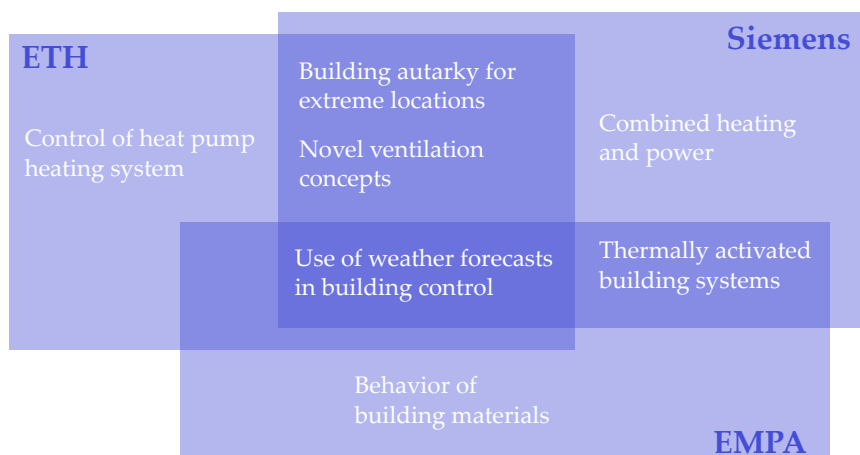 ETH
Siemens
Building autarky for
extreme locations
Control of heat pump
heating system
Novel ventilation
concepts
Combined heating
and power
Use of weather forecasts
in building control
Thermally activated
building systems
Behavior of
building materials
EMPA